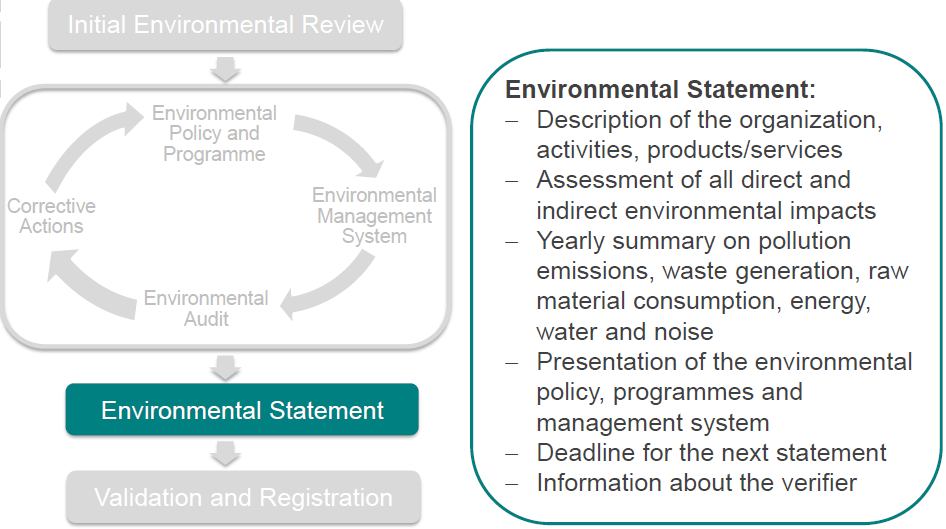 Initial Environmental Review
Environmental
Policy and
Programme
Environmental
Management
System
Environmental
Audit
Corrective
Actions
Environmental Statement
Validation and Registration
Environmental Statement:
– Description of the organization,
activities, products/services
– Assessment of all direct and
indirect environmental impacts
– Yearly summary on pollution
emissions, waste generation, raw
material consumption, energy,
water and noise
– Presentation of the environmental
policy, programmes and
management system
– Deadline for the next statement
– Information about the verifier